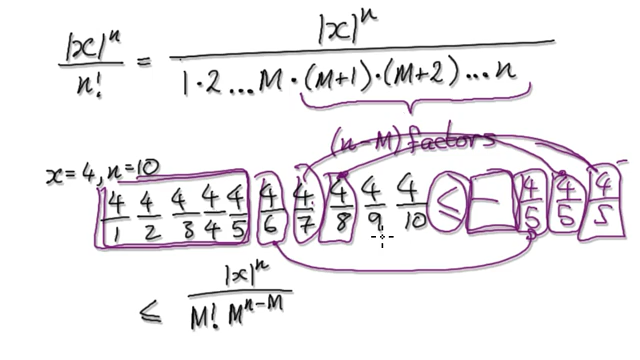 |x|ⁿ / n! = |x|ⁿ / 1·2...M·(M+1)·(M+2)...n
(n-M) factors
x=4, n=10
4/1 4/2 4/3 4/4 4/5 4/6 4/7 4/8 4/9 4/10 ≤ — 4/5 4/5 4/5
≤ |x|ⁿ / M! Mⁿ⁻ᴹ